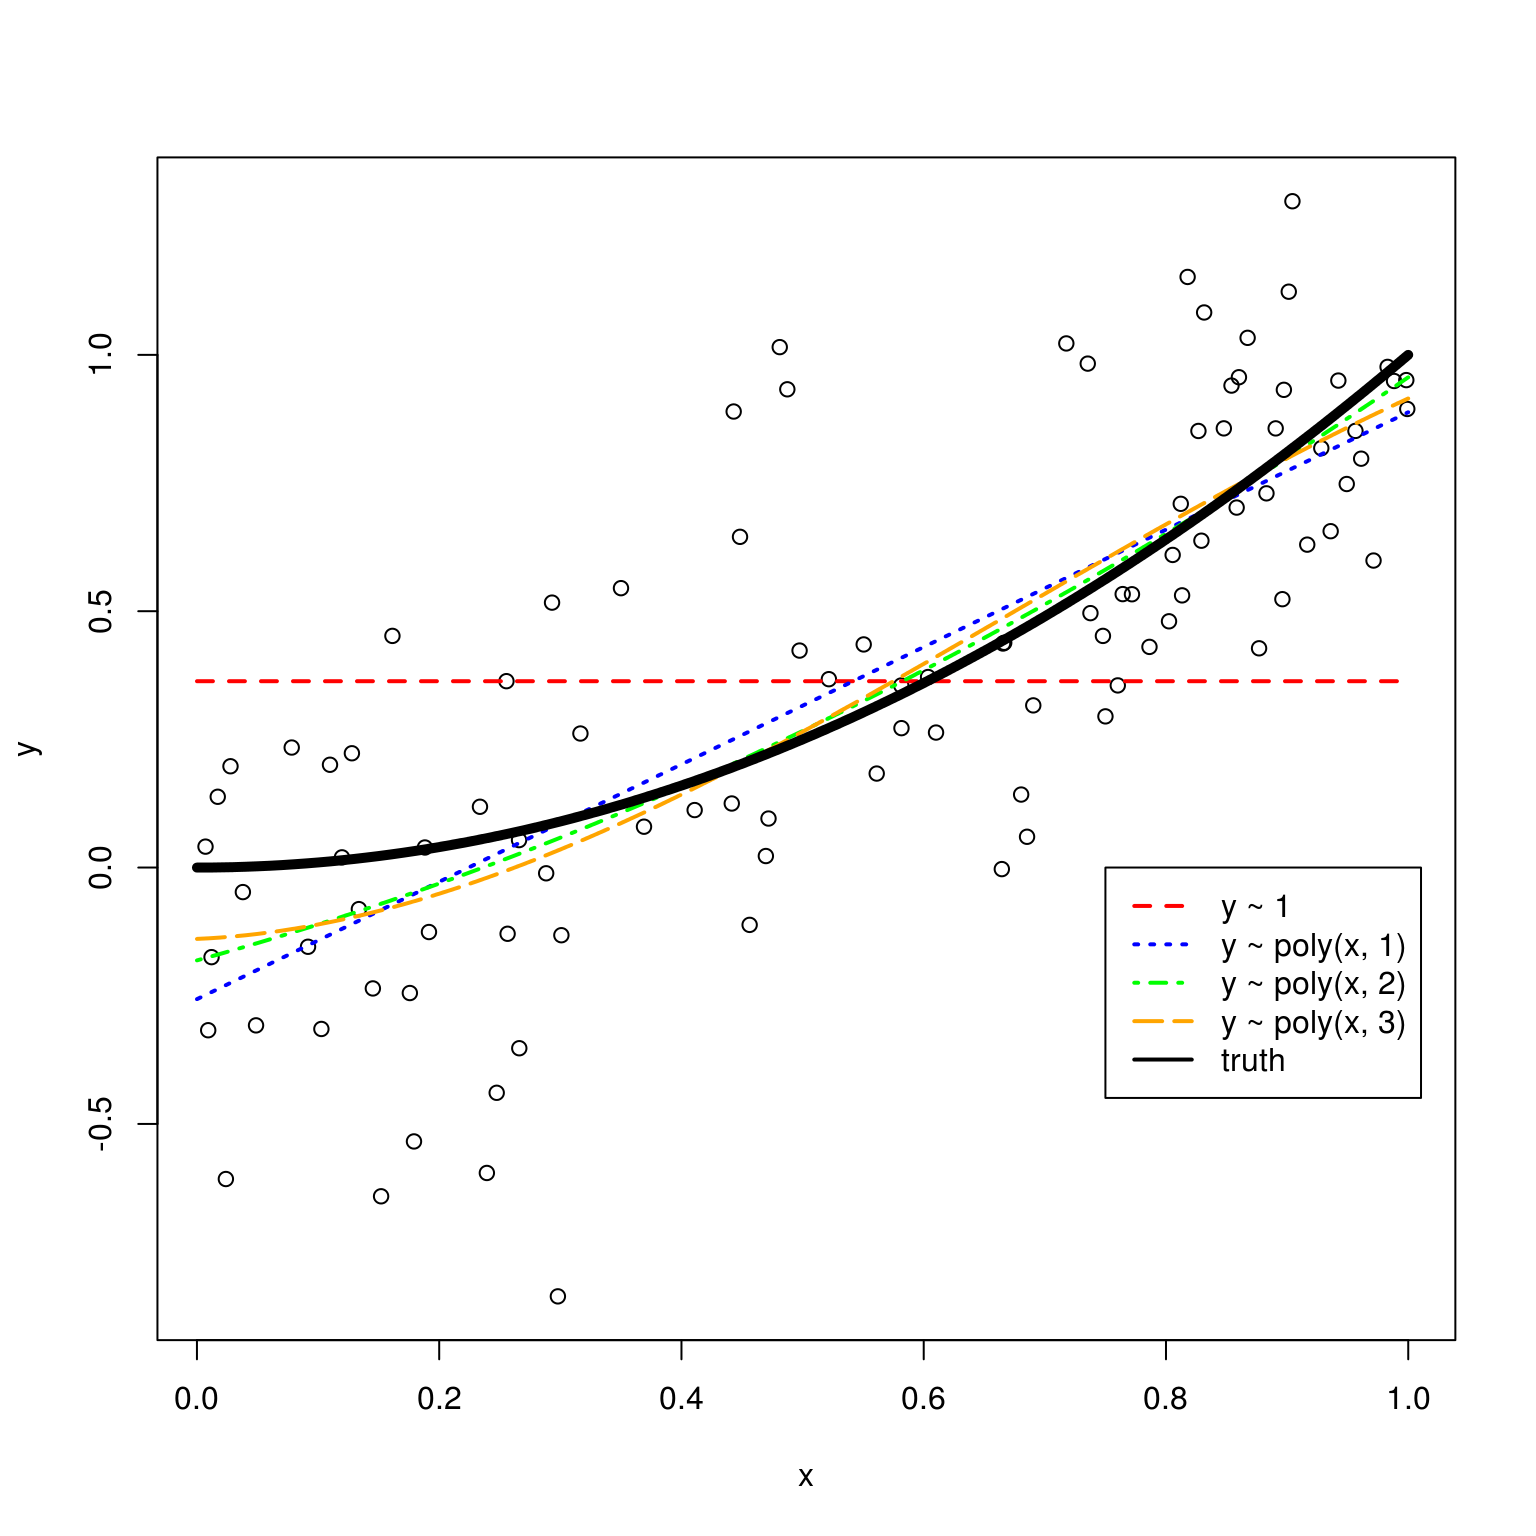 y
1.0
0.5
0.0
-0.5
y ~ 1
y ~ poly(x, 1)
y ~ poly(x, 2)
y ~ poly(x, 3)
truth
0.0 0.2 0.4 0.6 0.8 1.0
x